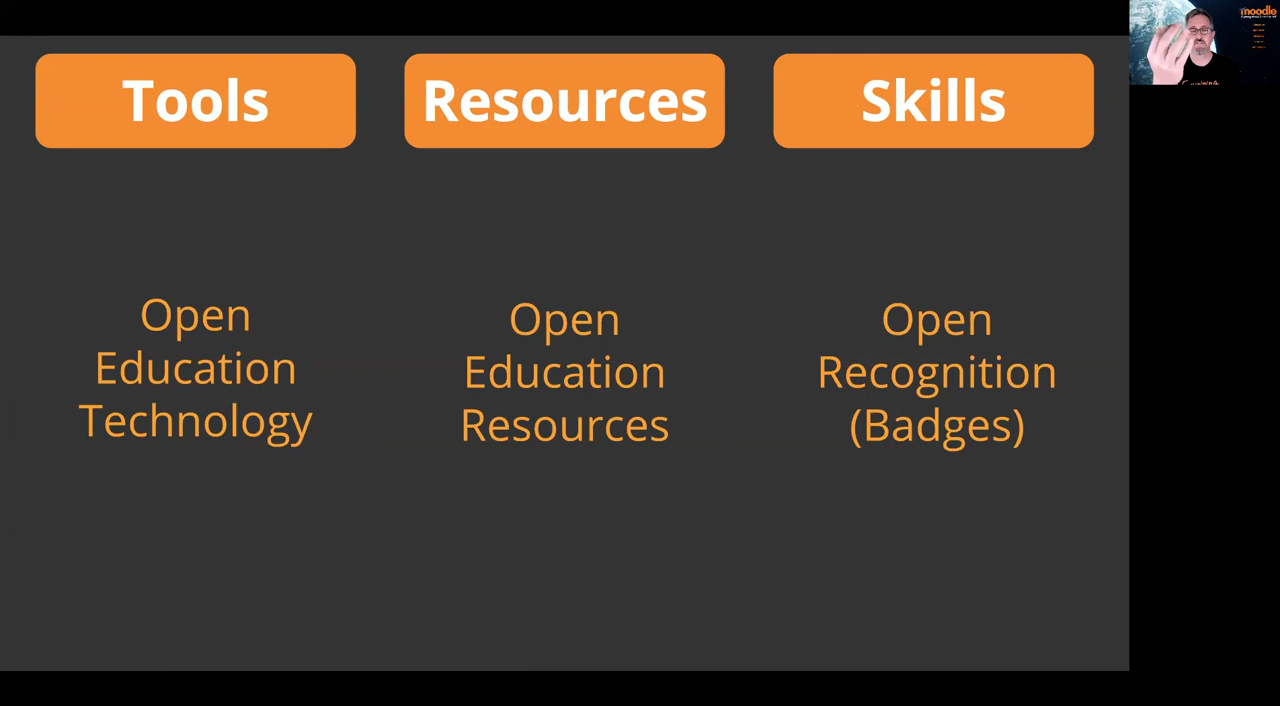 Tools
Resources
Skills
Open
Education
Technology
Open
Education
Resources
Open
Recognition
(Badges)
moodle